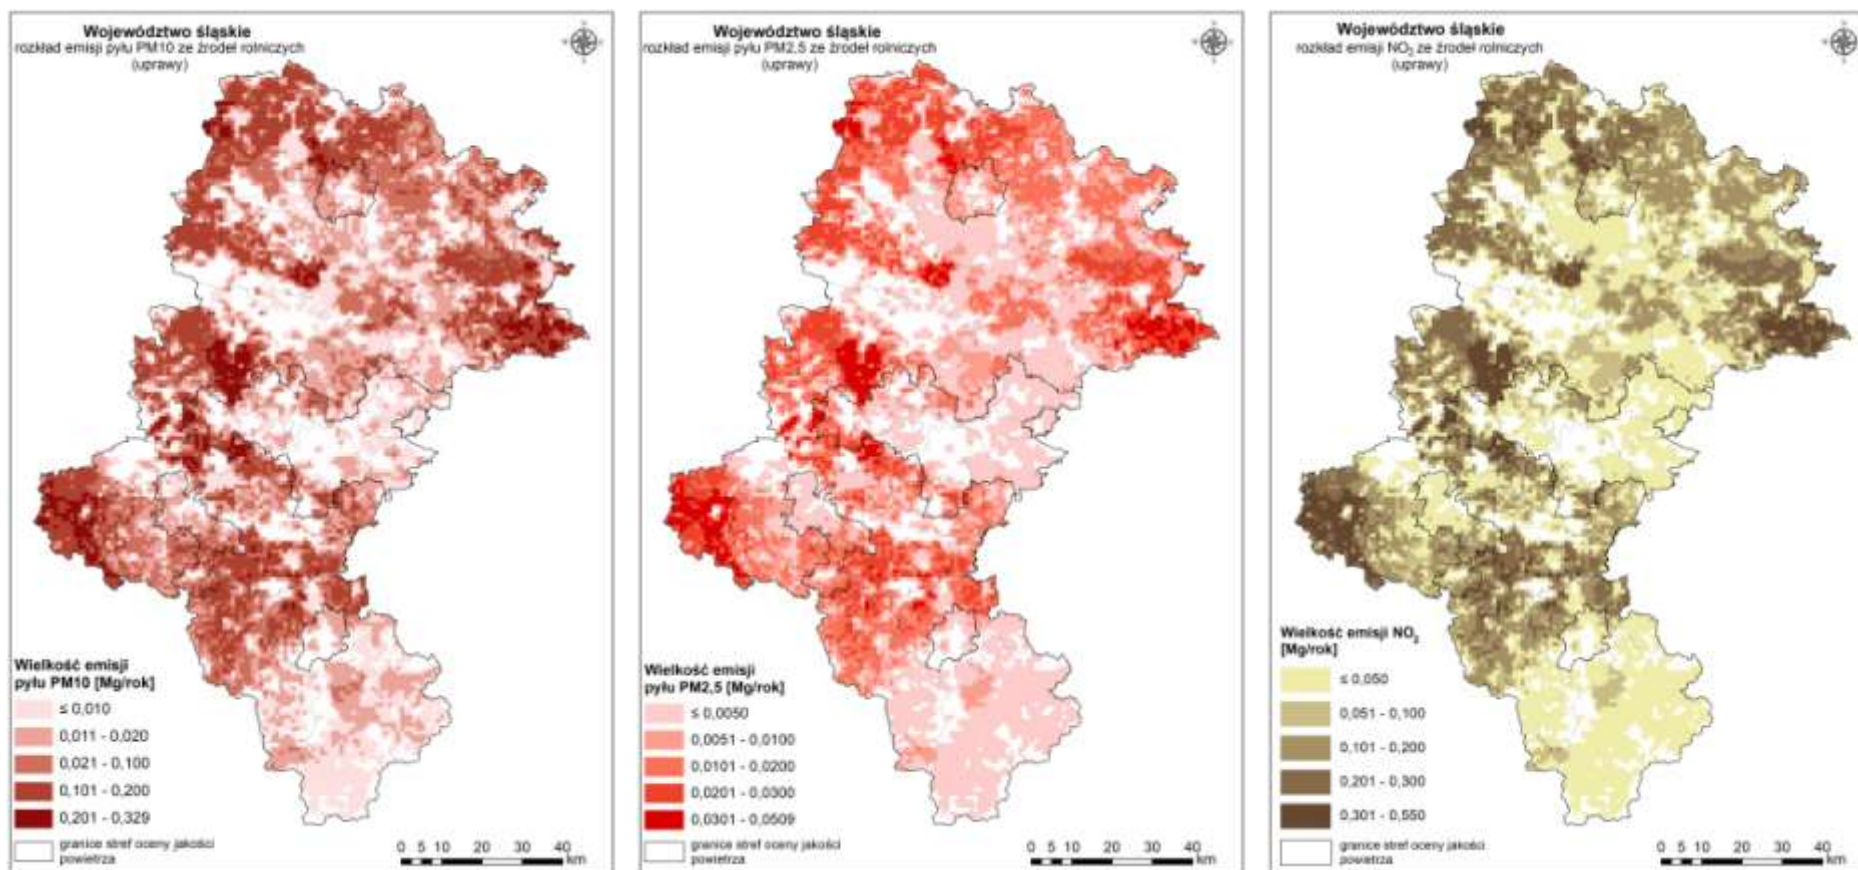 Województwo śląskie
rozkład emisji pyłu PM10 ze źródeł rolniczych
(uprawy)
Wielkość emisji
pyłu PM10 [Mg/rok]
≤ 0,010
0,011 - 0,020
0,021 - 0,100
0,101 - 0,200
0,201 - 0,329
granice stref oceny jakości
powietrza
0 5 10 20 30 40
km
Województwo śląskie
rozkład emisji pyłu PM2,5 ze źródeł rolniczych
(uprawy)
Wielkość emisji
pyłu PM2,5 [Mg/rok]
≤ 0,0050
0,0051 - 0,0100
0,0101 - 0,0200
0,0201 - 0,0300
0,0301 - 0,0509
granice stref oceny jakości
powietrza
0 5 10 20 30 40
km
Województwo śląskie
rozkład emisji NO₂ ze źródeł rolniczych
(uprawy)
Wielkość emisji NO₂
[Mg/rok]
≤ 0,050
0,051 - 0,100
0,101 - 0,200
0,201 - 0,300
0,301 - 0,550
granice stref oceny jakości
powietrza
0 5 10 20 30 40
km